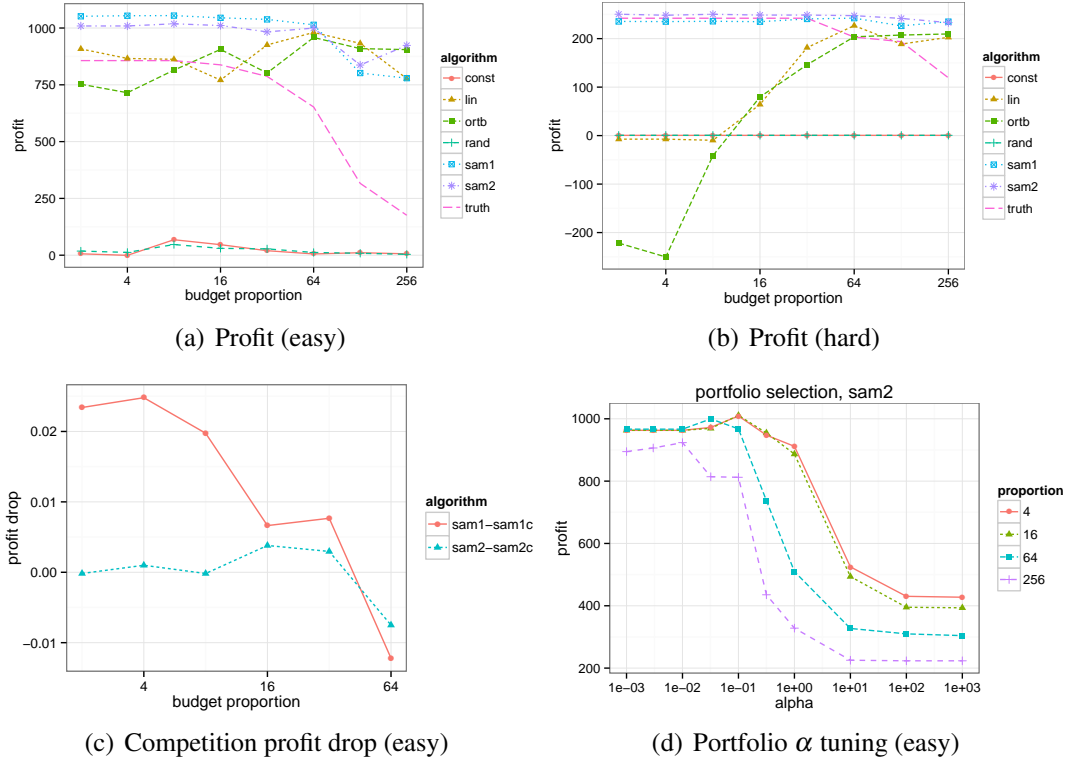 1000
750
500
250
0
profit
4
16
64
256
budget proportion
algorithm
const
lin
ortb
rand
sam1
sam2
truth
(a) Profit (easy)
200
100
0
−100
−200
profit
4
16
64
256
budget proportion
algorithm
const
lin
ortb
rand
sam1
sam2
truth
(b) Profit (hard)
0.02
0.01
0.00
−0.01
profit drop
4
16
64
budget proportion
algorithm
sam1−sam1c
sam2−sam2c
(c) Competition profit drop (easy)
portfolio selection, sam2
1000
800
600
400
200
profit
1e−03
1e−02
1e−01
1e+00
1e+01
1e+02
1e+03
alpha
proportion
4
16
64
256
(d) Portfolio α tuning (easy)